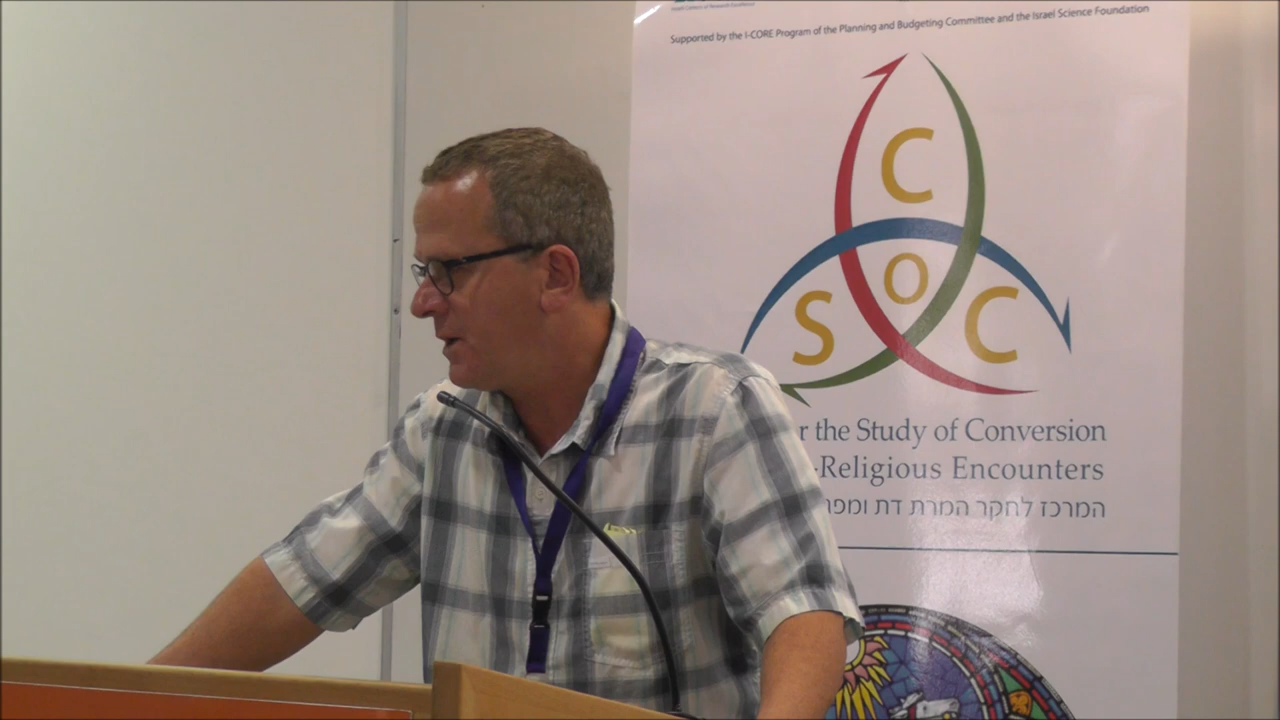 Supported by the I-CORE Program of the Planning and Budgeting Committee and the Israel Science Foundation
C
S O C
r the Study of Conversion
-Religious Encounters
המרכז לחקר המרת דת ומפ